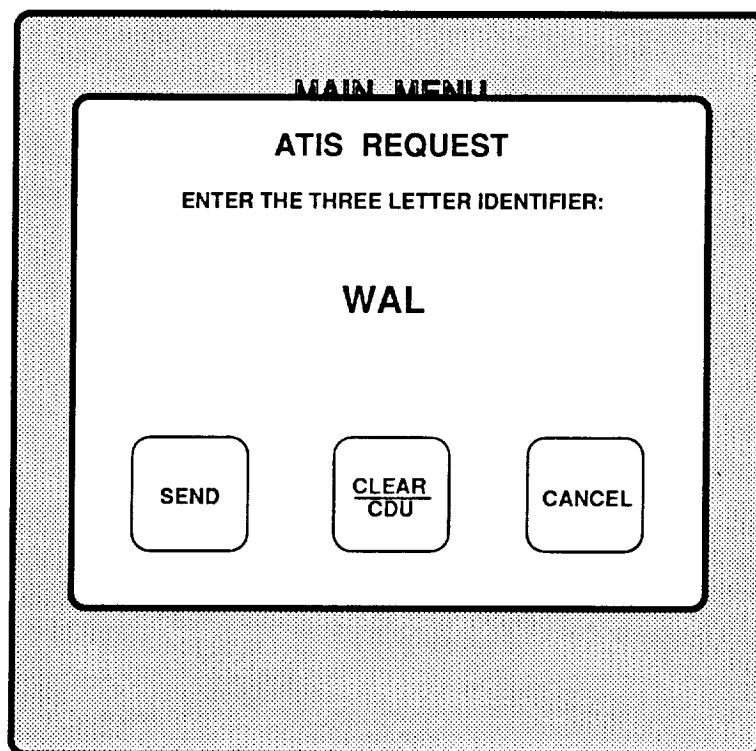 MAIN MENU
ATIS REQUEST
ENTER THE THREE LETTER IDENTIFIER:
WAL
SEND
CLEAR
CDU
CANCEL